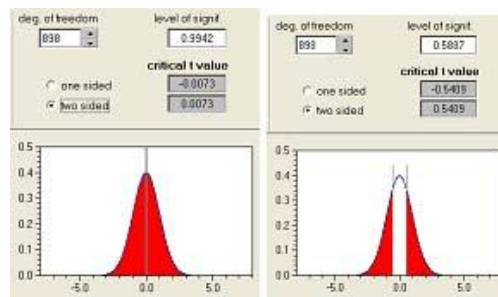 deg. of freedom
level of signif.
898
0.9942
critical t value
one sided
-0.0073
two sided
0.0073
0.5
0.4
0.3
0.2
0.1
0.0
-5.0
0.0
5.0
deg. of freedom
level of signif.
critical t value
one sided
-0.5409
two sided
0.5409
0.5
0.4
0.3
0.2
0.1
0.0
-5.0
0.0
5.0